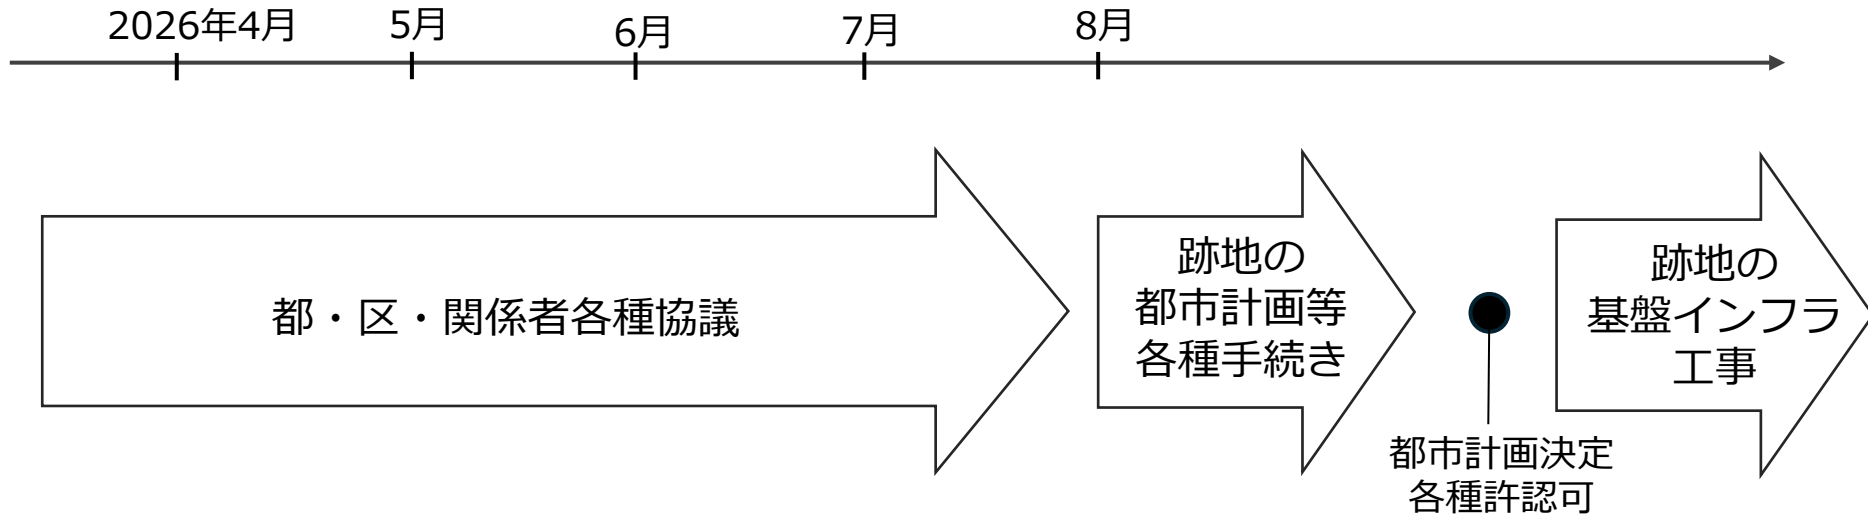 2026年4月
5月
6月
7月
8月
都・区・関係者各種協議
跡地の
都市計画等
各種手続き
都市計画決定
各種許認可
跡地の
基盤インフラ
工事